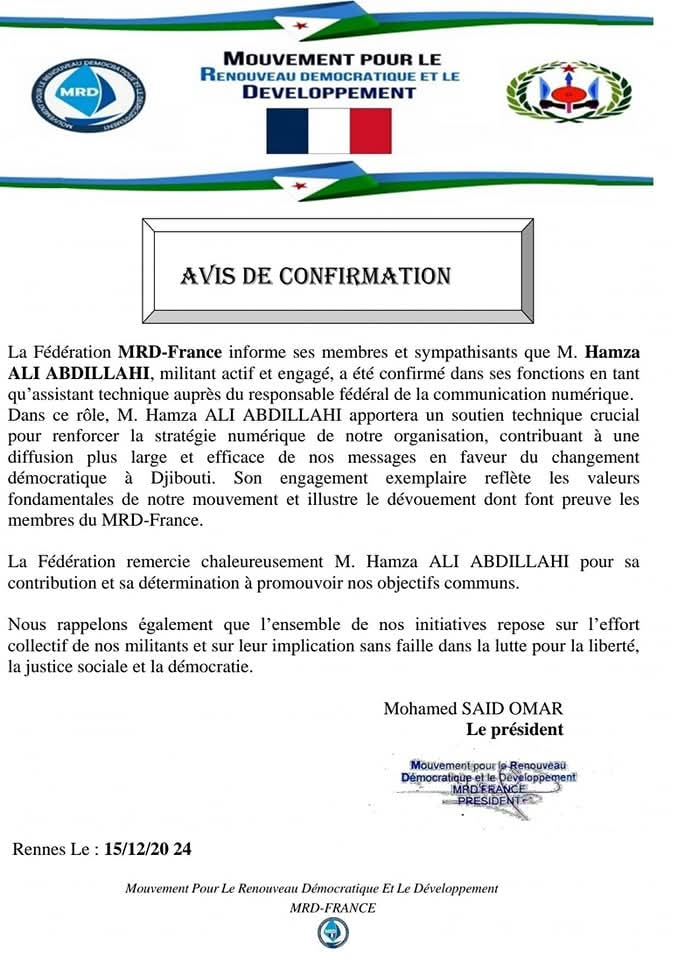 MOUVEMENT POUR LE
RENOUVEAU DEMOCRATIQUE ET LE
DEVELOPPEMENT
MRD
AVIS DE CONFIRMATION
La Fédération MRD-France informe ses membres et sympathisants que M. Hamza
ALI ABDILLAHI, militant actif et engagé, a été confirmé dans ses fonctions en tant
qu’assistant technique auprès du responsable fédéral de la communication numérique.
Dans ce rôle, M. Hamza ALI ABDILLAHI apportera un soutien technique crucial
pour renforcer la stratégie numérique de notre organisation, contribuant à une
diffusion plus large et efficace de nos messages en faveur du changement
démocratique à Djibouti. Son engagement exemplaire reflète les valeurs
fondamentales de notre mouvement et illustre le dévouement dont font preuve les
membres du MRD-France.
La Fédération remercie chaleureusement M. Hamza ALI ABDILLAHI pour sa
contribution et sa détermination à promouvoir nos objectifs communs.
Nous rappelons également que l’ensemble de nos initiatives repose sur l’effort
collectif de nos militants et sur leur implication sans faille dans la lutte pour la liberté,
la justice sociale et la démocratie.
Mohamed SAID OMAR
Le président
Mouvement pour le Renouveau
Démocratique et le Développement
MRD FRANCE
PRESIDENT
Rennes Le : 15/12/20 24
Mouvement Pour Le Renouveau Démocratique Et Le Développement
MRD-FRANCE
MRD